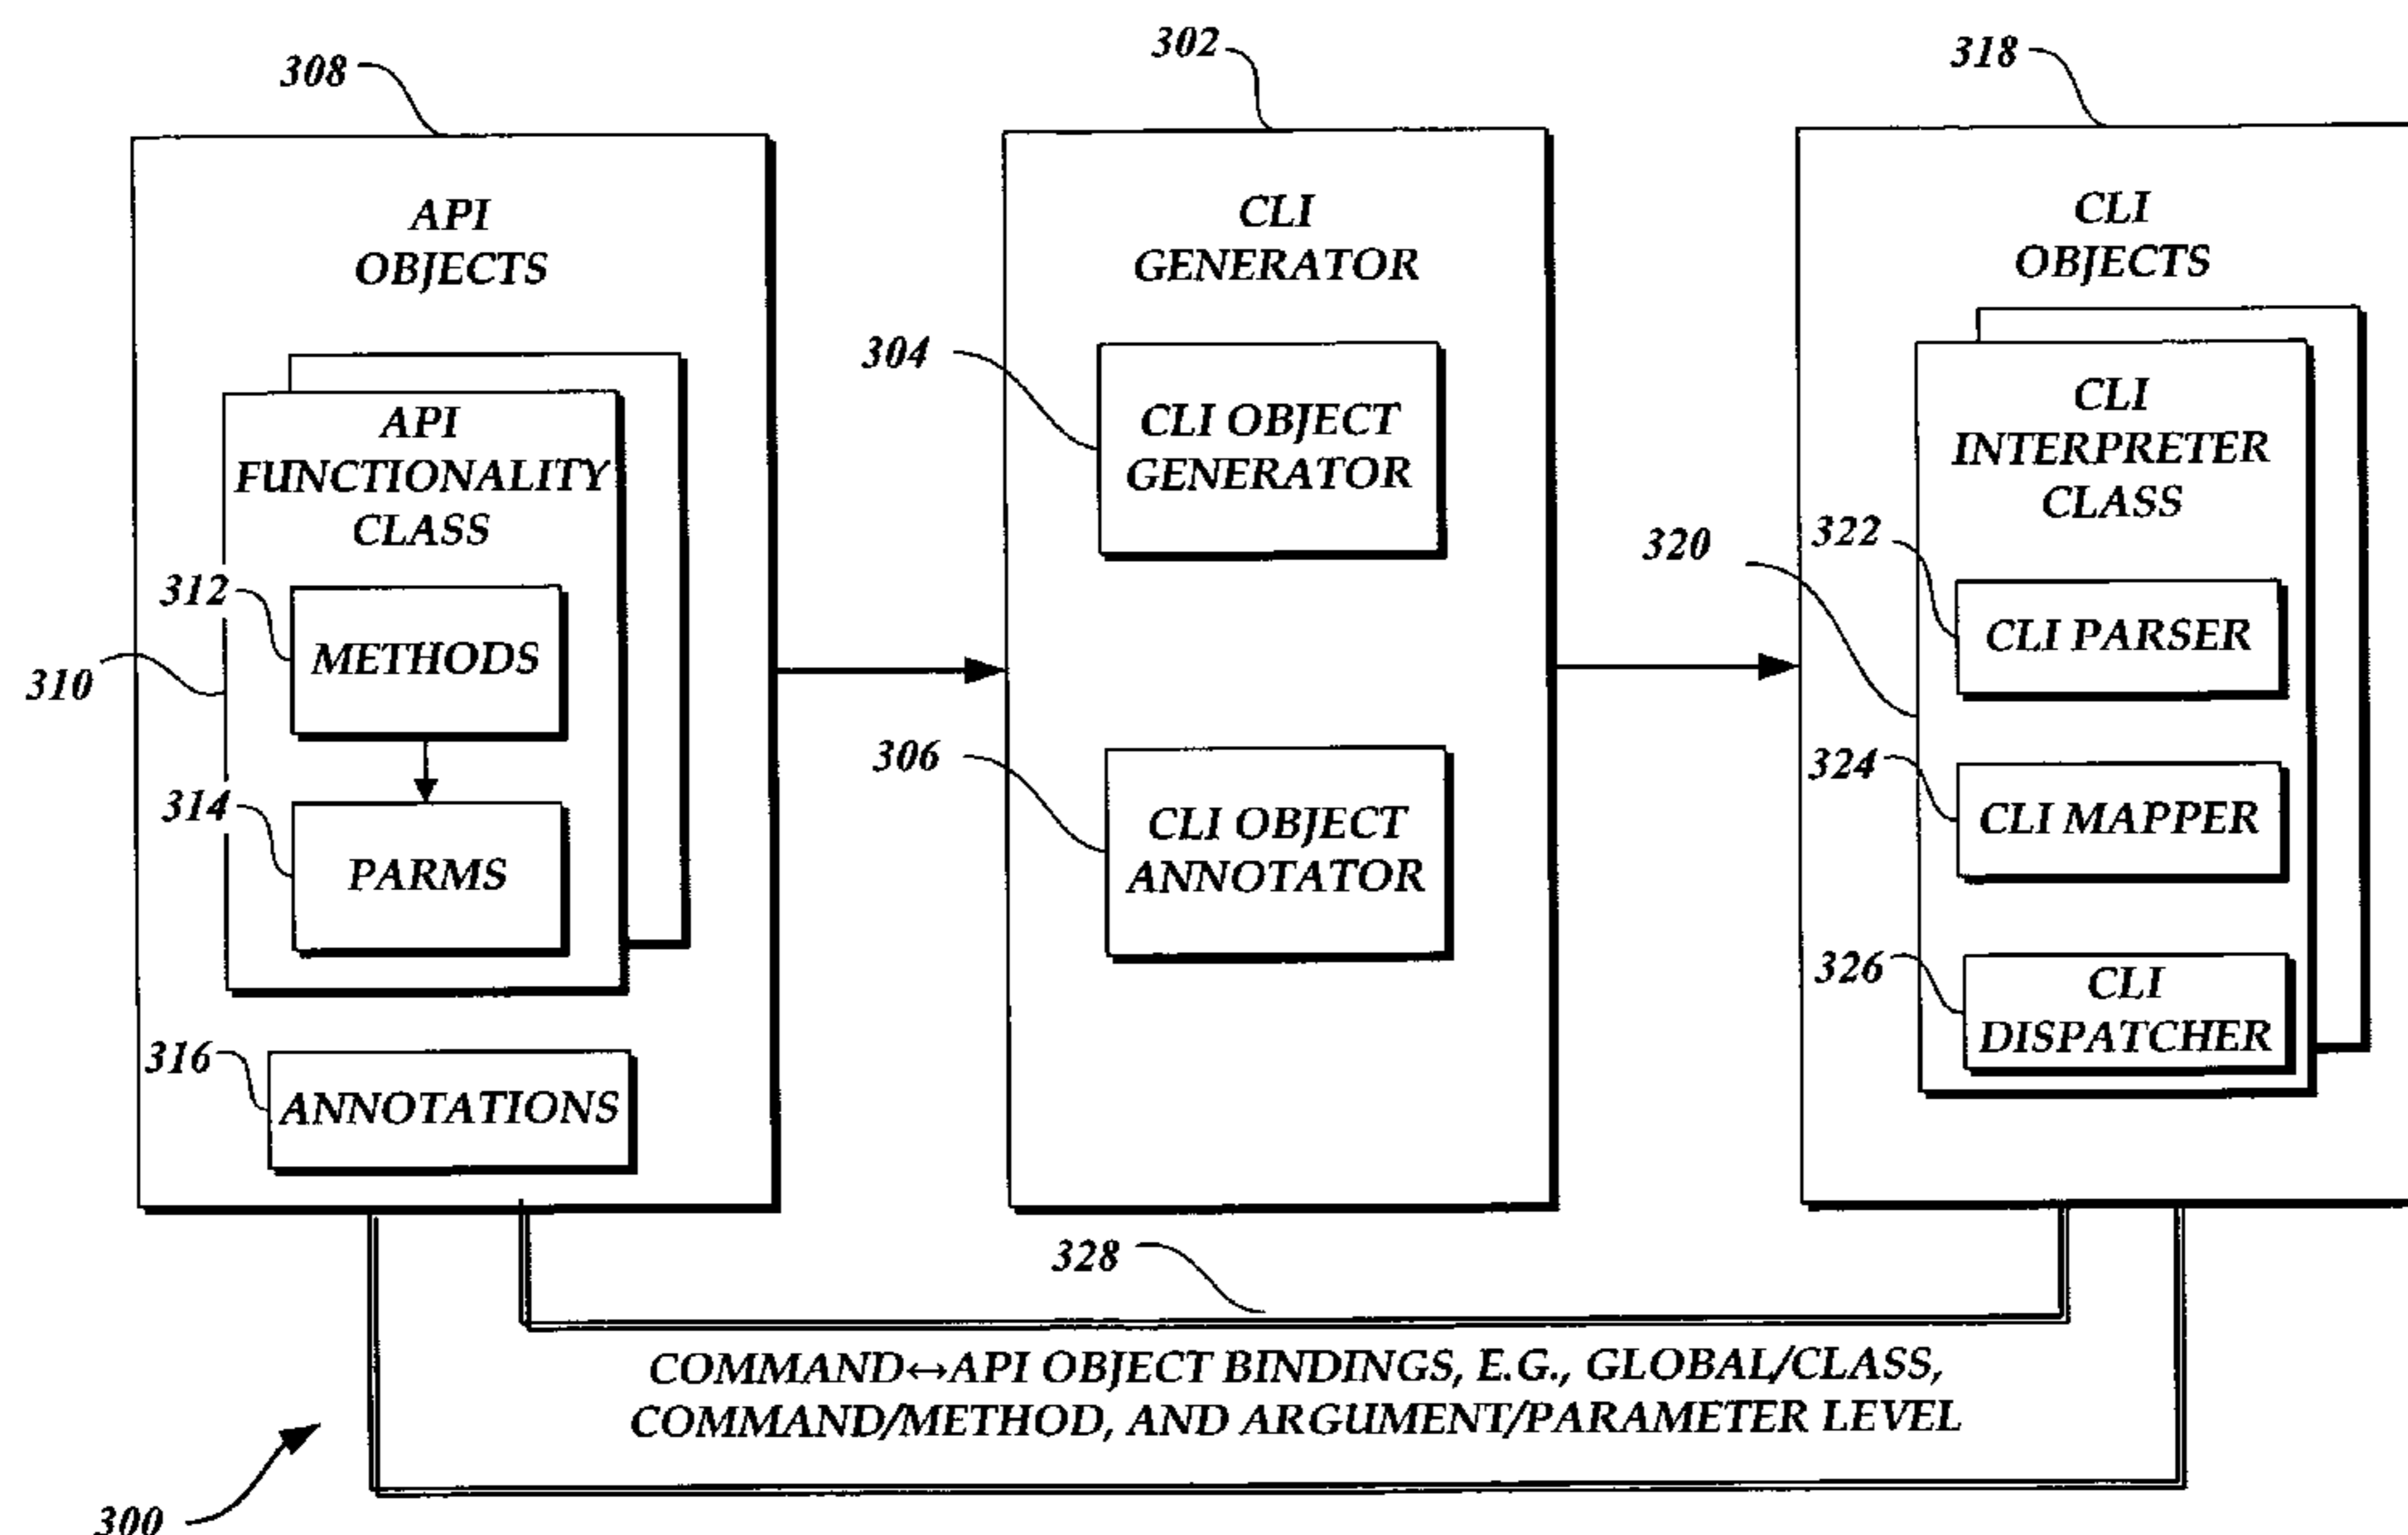 308
302
318
API
OBJECTS
CLI
GENERATOR
CLI
OBJECTS
304
CLI OBJECT
GENERATOR
API
FUNCTIONALITY
CLASS
CLI
INTERPRETER
CLASS
312
METHODS
310
314
PARMS
320
322
CLI PARSER
306
CLI OBJECT
ANNOTATOR
324
CLI MAPPER
326
CLI
DISPATCHER
316
ANNOTATIONS
328
COMMAND↔API OBJECT BINDINGS, E.G., GLOBAL/CLASS,
COMMAND/METHOD, AND ARGUMENT/PARAMETER LEVEL
300